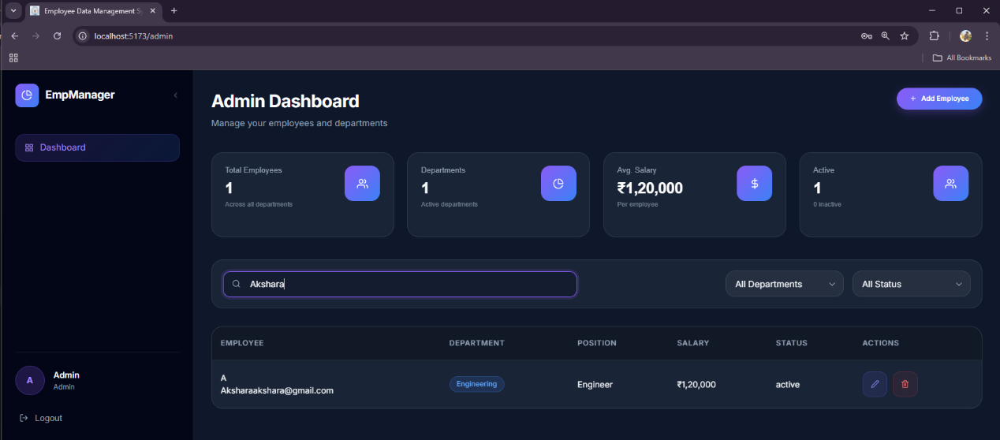 Employee Data Management Sy
localhost:5173/admin
All Bookmarks
EmpManager
Dashboard
Admin Dashboard
Manage your employees and departments
+ Add Employee
Total Employees
1
Across all departments
Departments
1
Active departments
Avg. Salary
₹1,20,000
Per employee
$
Active
1
0 inactive
Akshara
All Departments
All Status
EMPLOYEE DEPARTMENT POSITION SALARY STATUS ACTIONS
A
Aksharaakshara@gmail.com
Engineering
Engineer
₹1,20,000
active
A
Admin
Admin
Logout